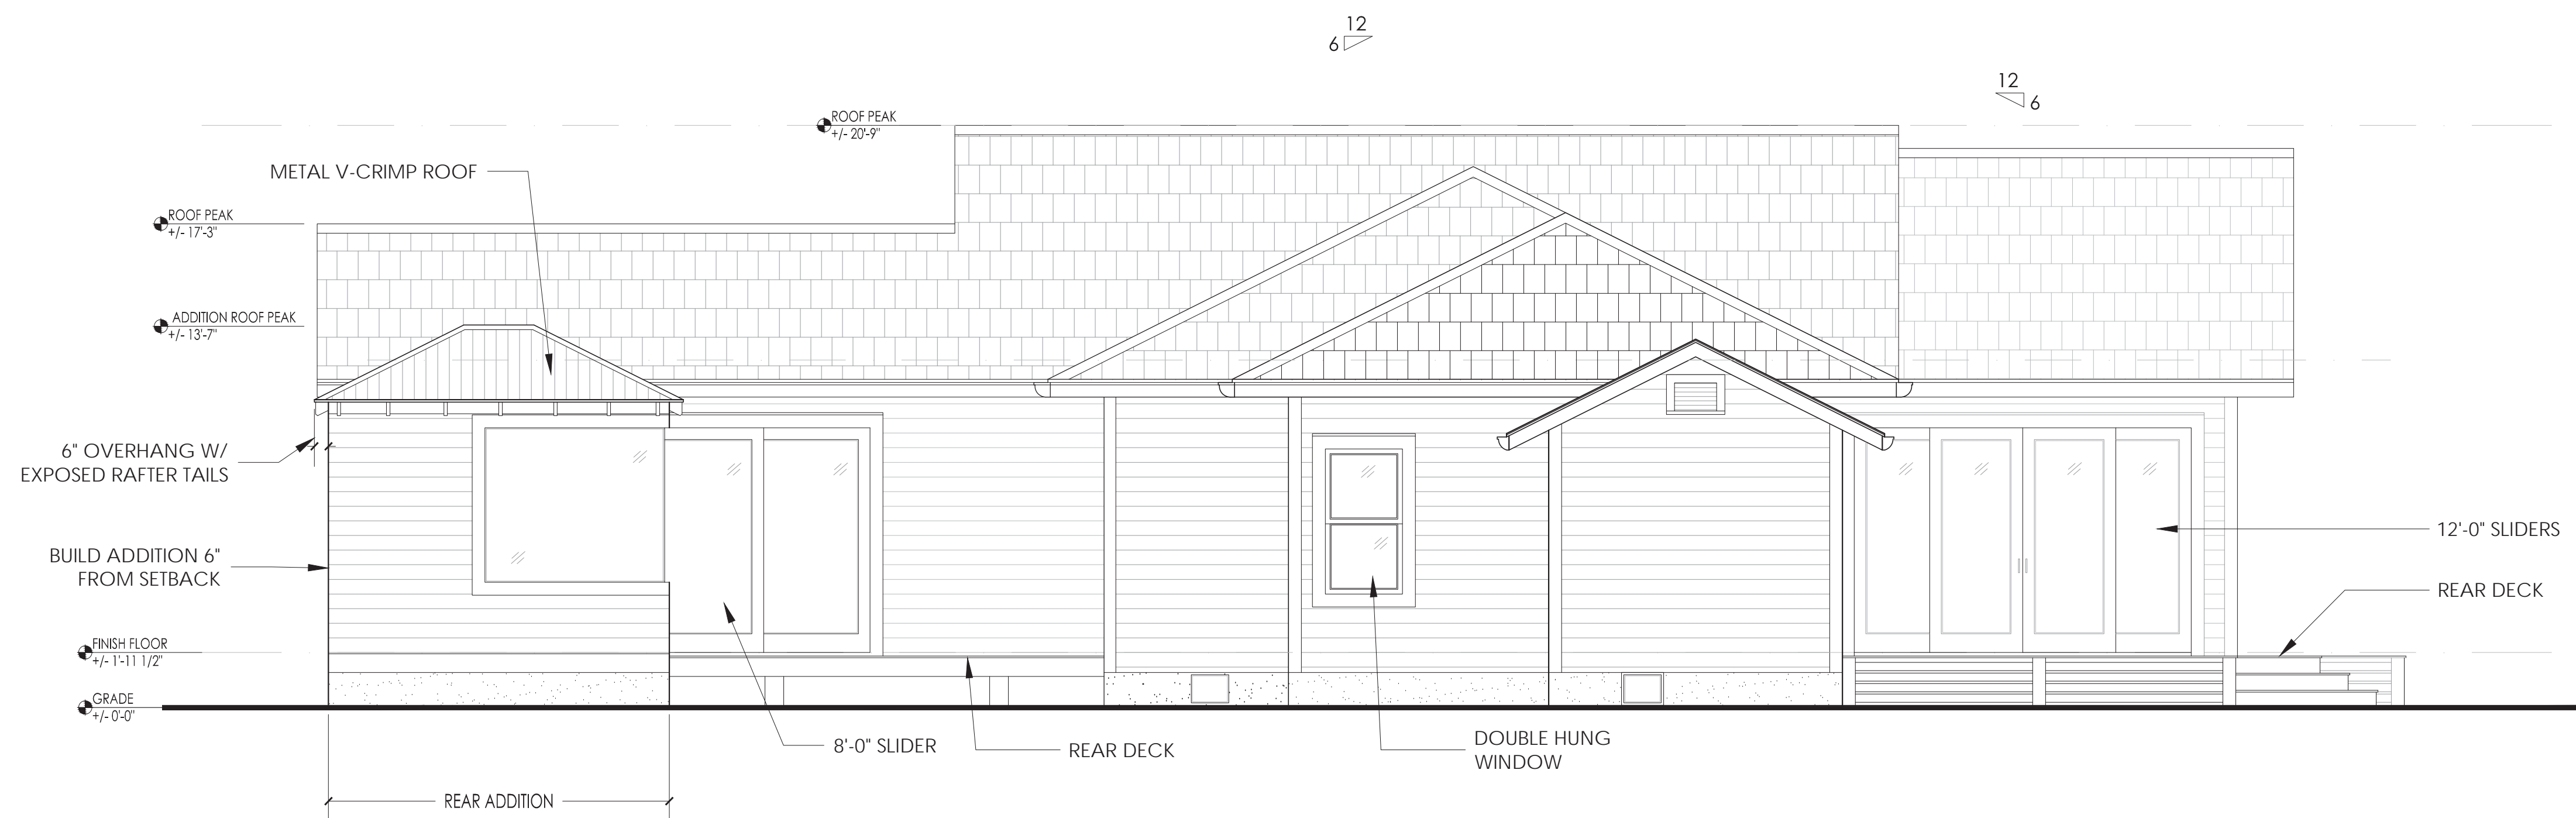 12
6
12
6
ROOF PEAK
+/- 20'-9"
METAL V-CRIMP ROOF
ROOF PEAK
+/- 17'-3"
ADDITION ROOF PEAK
+/- 13'-7"
6" OVERHANG W/
EXPOSED RAFTER TAILS
BUILD ADDITION 6"
FROM SETBACK
12'-0" SLIDERS
REAR DECK
FINISH FLOOR
+/- 1'-11 1/2"
GRADE
+/- 0'-0"
8'-0" SLIDER
REAR DECK
DOUBLE HUNG
WINDOW
REAR ADDITION